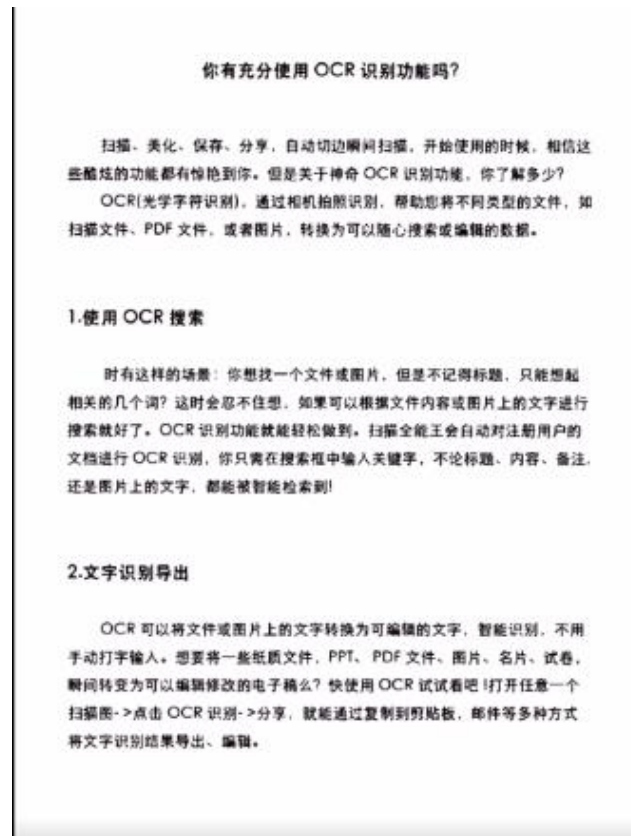 你有充分使用 OCR 识别功能吗？
扫描、美化、保存、分享，自动切边瞬间扫描，开始使用的时候，相信这
些酷炫的功能都有惊艳到你。但是关于神奇 OCR 识别功能，你了解多少？
OCR(光学字符识别)，通过相机拍照识别，帮助您将不同类型的文件，如
扫描文件、PDF 文件，或者图片，转换为可以随心搜索或编辑的数据。
1.使用 OCR 搜索
时有这样的场景：你想找一个文件或图片，但是不记得标题，只能想起
相关的几个词？这时会忍不住想，如果可以根据文件内容或图片上的文字进行
搜索就好了。OCR 识别功能就能轻松做到。扫描全能王会自动对注册用户的
文档进行 OCR 识别，你只需在搜索框中输入关键字，不论标题、内容、备注，
还是图片上的文字，都能被智能检索到!
2.文字识别导出
OCR 可以将文件或图片上的文字转换为可编辑的文字，智能识别，不用
手动打字输入。想要将一些纸质文件，PPT、 PDF 文件、图片、名片、试卷，
瞬间转变为可以编辑修改的电子稿么？快使用 OCR 试试看吧 !打开任意一个
扫描图- >点击 OCR 识别- >分享，就能通过复制到剪贴板，邮件等多种方式
将文字识别结果导出、编辑。